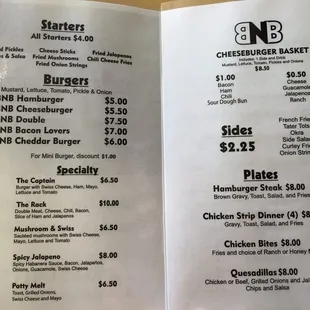 Starters
All Starters $4.00
Pickles
Cheese Sticks
Fried Jalapenos
& Salsa
Fried Mushrooms
Chili Cheese Fries
Fried Onion Strings
Burgers
Mustard, Lettuce, Tomato, Pickle & Onion
BNB Hamburger $5.00
BNB Cheeseburger $5.50
BNB Double $7.50
BNB Bacon Lovers $7.00
BNB Cheddar Burger $6.00
For Mini Burger, discount $1.00
Specialty
The Captain $6.50
Burger with Swiss Cheese, Ham, Mayo,
Lettuce and Tomato
The Rack $10.00
Double Meat, Cheese, Chili, Bacon,
Slice of Ham and Jalapenos
Mushroom & Swiss $6.50
Sautéed mushrooms with Swiss Cheese,
Mayo, Lettuce and Tomato
Spicy Jalapeno $8.00
Spicy Habanero Sauce, Bacon, Jalapenos,
Onions, Guacamole, Swiss Cheese
Patty Melt $6.50
Toast, Grilled Onions,
Swiss Cheese and Mayo
BNB
CHEESEBURGER BASKET
Includes 1 Side and Drink
Mustard, Lettuce, Tomato, Pickles and Onions
$8.50
$1.00
Bacon
Ham
Chili
Sour Dough Bun
$0.50
Cheese
Guacamole
Jalapenos
Ranch
Sides
$2.25
French Fries
Tater Tots
Okra
Side Salad
Curley Fries
Onion Strings
Plates
Hamburger Steak $8.00
Brown Gravy, Toast, Salad, and Fries
Chicken Strip Dinner (4) $8.00
Gravy, Toast, Salad, and Fries
Chicken Bites $8.00
Fries and choice of Ranch or Honey
Quesadillas $8.00
Chicken or Beef, Grilled Onions and
Chips and Salsa